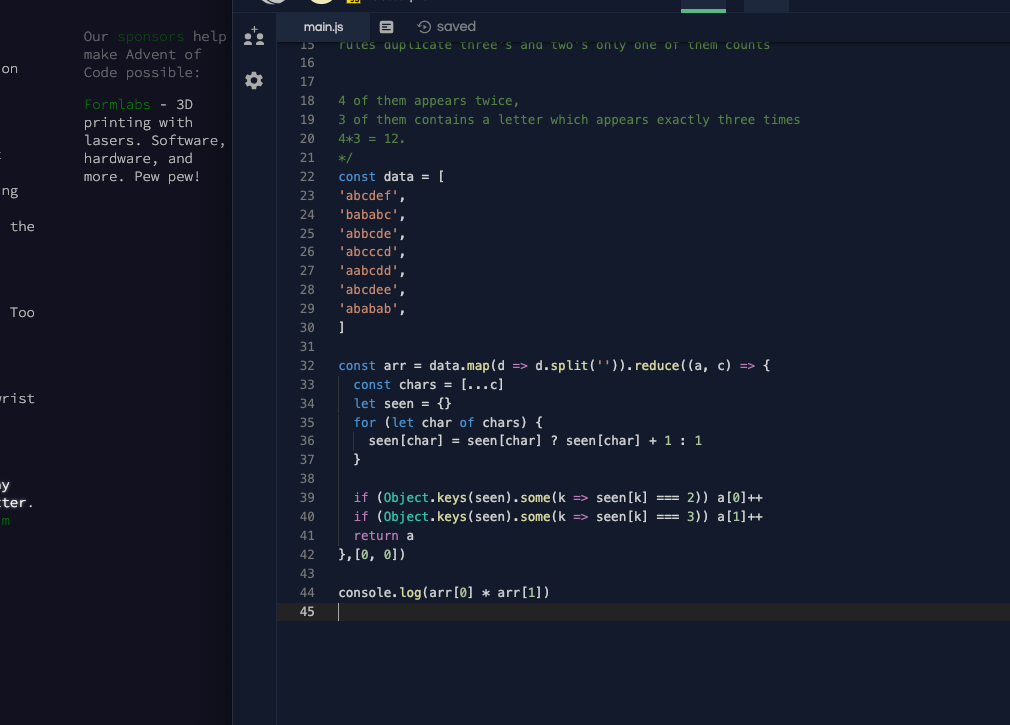 on
ng
the
Too
wrist
y
tter.
m
Our sponsors help
make Advent of
Code possible:
Formlabs - 3D
printing with
lasers. Software,
hardware, and
more. Pew pew!
main.js
saved
15 rules duplicate three's and two's only one of them counts
16
17
18 4 of them appears twice,
19 3 of them contains a letter which appears exactly three times
20 4*3 = 12.
21 */
22 const data = [
23 'abcdef',
24 'bababc',
25 'abbcde',
26 'abcccd',
27 'aabcdd',
28 'abcdee',
29 'ababab',
30 ]
31
32 const arr = data.map(d => d.split('')).reduce((a, c) => {
33 const chars = [...c]
34 let seen = {}
35 for (let char of chars) {
36 seen[char] = seen[char] ? seen[char] + 1 : 1
37 }
38
39 if (Object.keys(seen).some(k => seen[k] === 2)) a[0]++
40 if (Object.keys(seen).some(k => seen[k] === 3)) a[1]++
41 return a
42 },[0, 0])
43
44 console.log(arr[0] * arr[1])
45